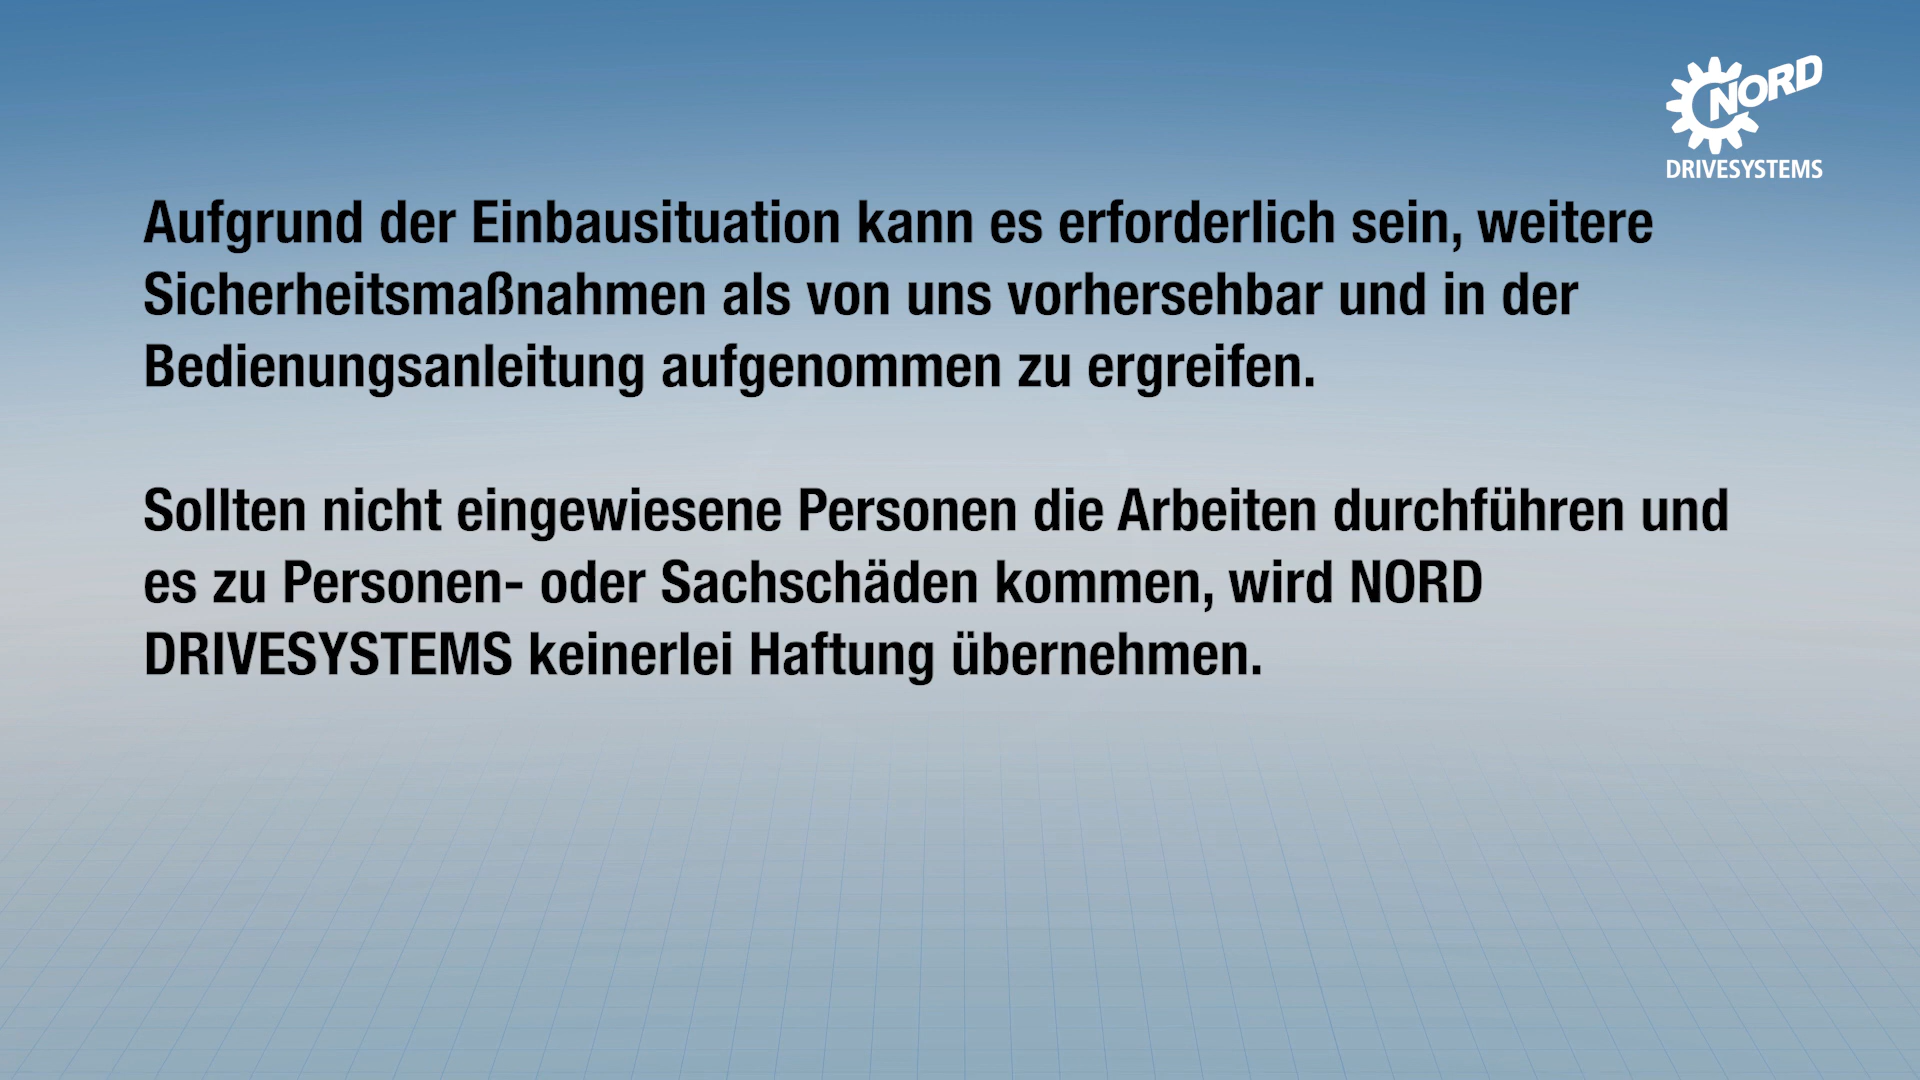 NORD
DRIVESYSTEMS
Aufgrund der Einbausituation kann es erforderlich sein, weitere
Sicherheitsmaßnahmen als von uns vorhersehbar und in der
Bedienungsanleitung aufgenommen zu ergreifen.
Sollten nicht eingewiesene Personen die Arbeiten durchführen und
es zu Personen- oder Sachschäden kommen, wird NORD
DRIVESYSTEMS keinerlei Haftung übernehmen.